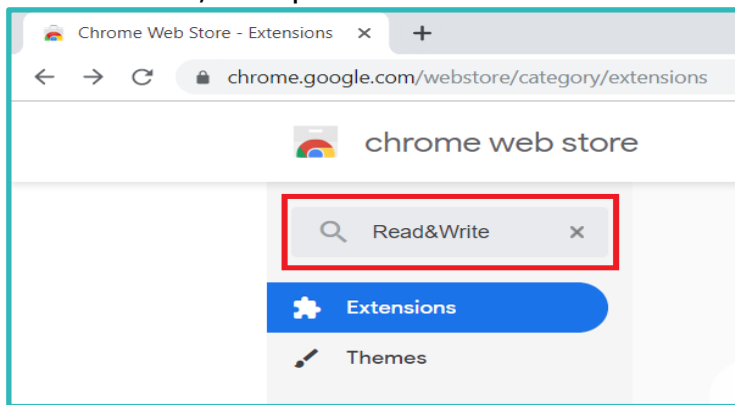 Chrome Web Store - Extensions
chrome.google.com/webstore/category/extensions
chrome web store
Read&Write
Extensions
Themes